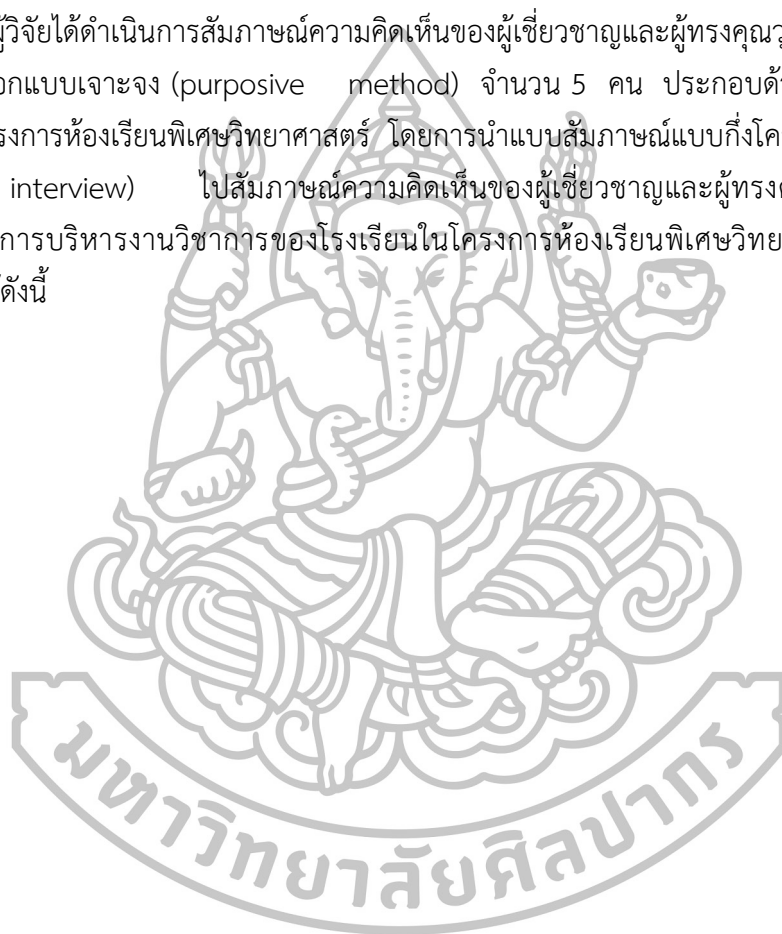 ผู้วิจัยได้ดำเนินการสัมภาษณ์ความคิดเห็นของผู้เชี่ยวชาญและผู้ทรงคุณวุ
อกแบบเจาะจง (purposive method) จำนวน 5 คน ประกอบด้
รงการห้องเรียนพิเศษวิทยาศาสตร์ โดยการนำแบบสัมภาษณ์แบบกึ่งโค
interview) ไปสัมภาษณ์ความคิดเห็นของผู้เชี่ยวชาญและผู้ทรง
การบริหารงานวิชาการของโรงเรียนในโครงการห้องเรียนพิเศษวิทย
ดังนี้
มหาวิทยาลัยศิลปากร